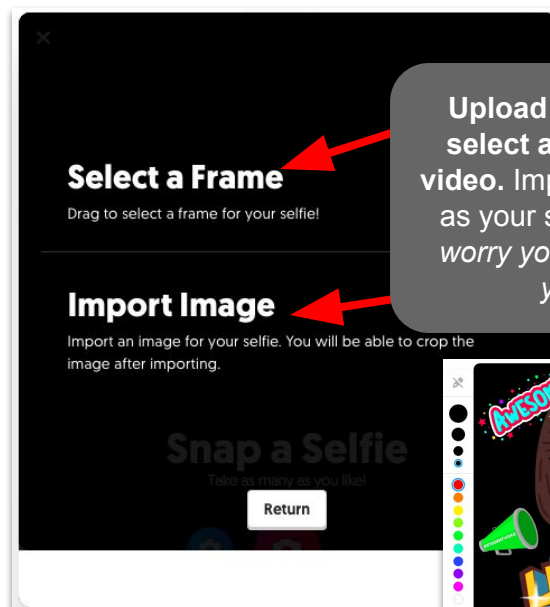 Upload
select a
video. Imp
as your s
worry yo
y
Select a Frame
Drag to select a frame for your selfie!
Import Image
Import an image for your selfie. You will be able to crop the
image after importing.
Snap a Selfie
Take as many as you like!
Return
AWESOM